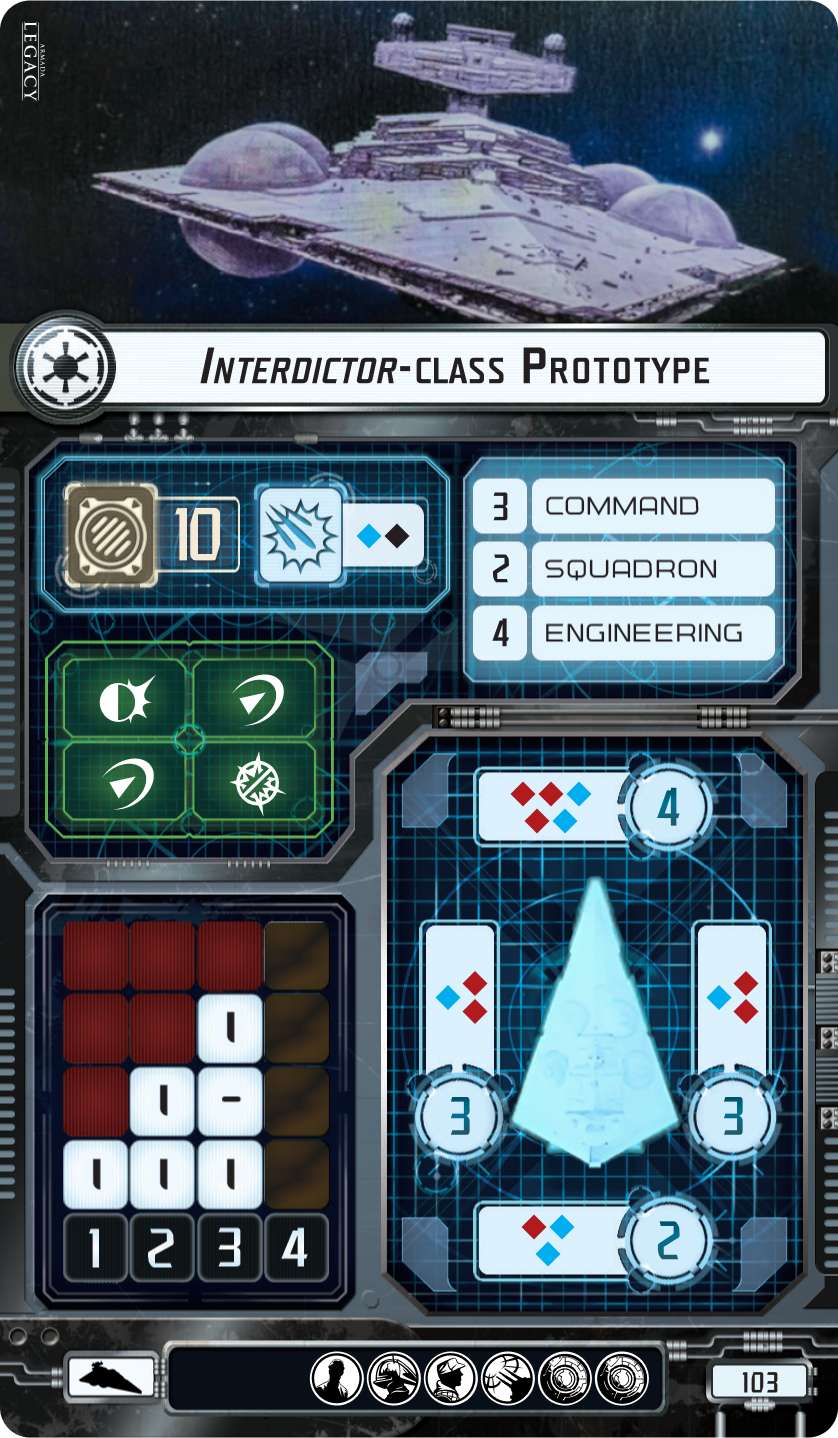 ARMADA
LEGACY
INTERDICTOR-CLASS PROTOTYPE
10
3 COMMAND
2 SQUADRON
4 ENGINEERING
4
3
3
2
I
I -
I I I
1 2 3 4
103